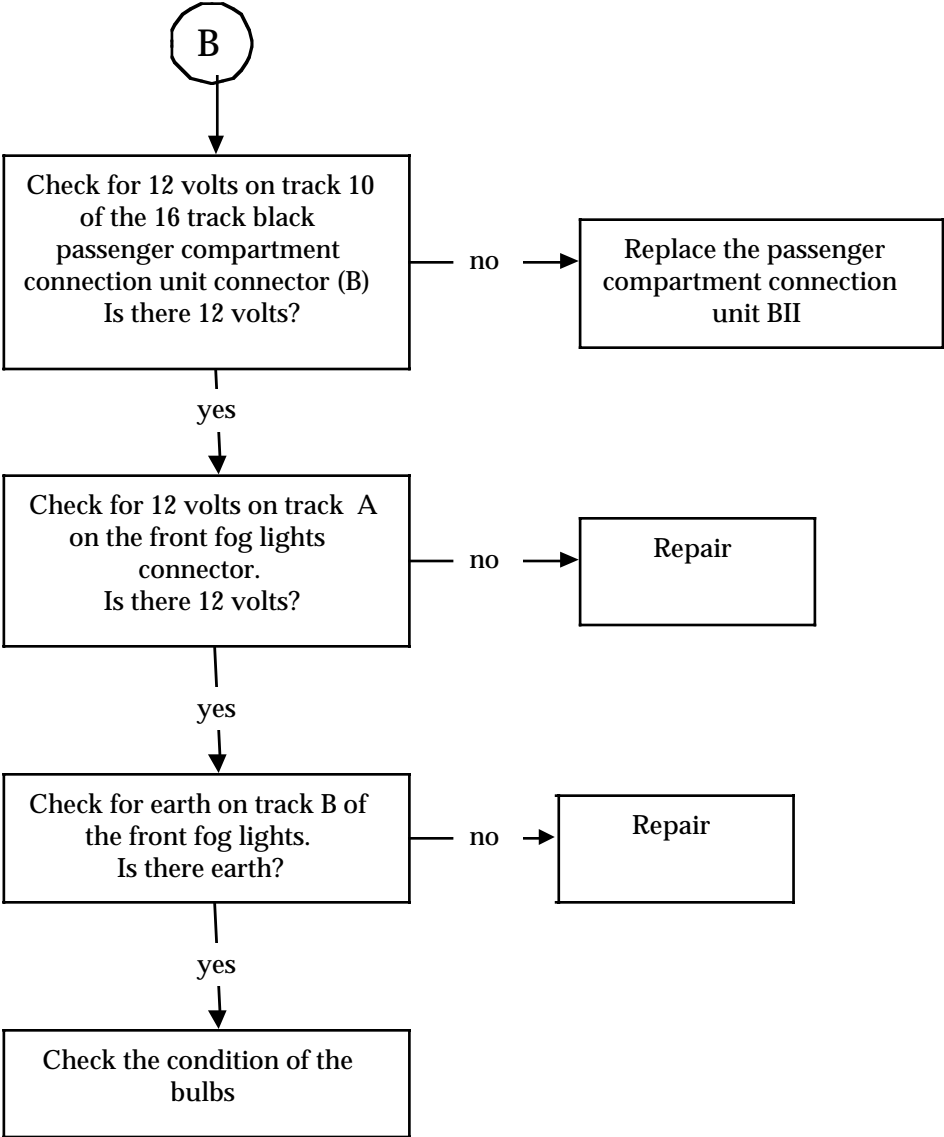 B
Check for 12 volts on track 10
of the 16 track black
passenger compartment
connection unit connector (B)
Is there 12 volts?
no
Replace the passenger
compartment connection
unit BII
yes
Check for 12 volts on track A
on the front fog lights
connector.
Is there 12 volts?
no
Repair
yes
Check for earth on track B of
the front fog lights.
Is there earth?
no
Repair
yes
Check the condition of the
bulbs